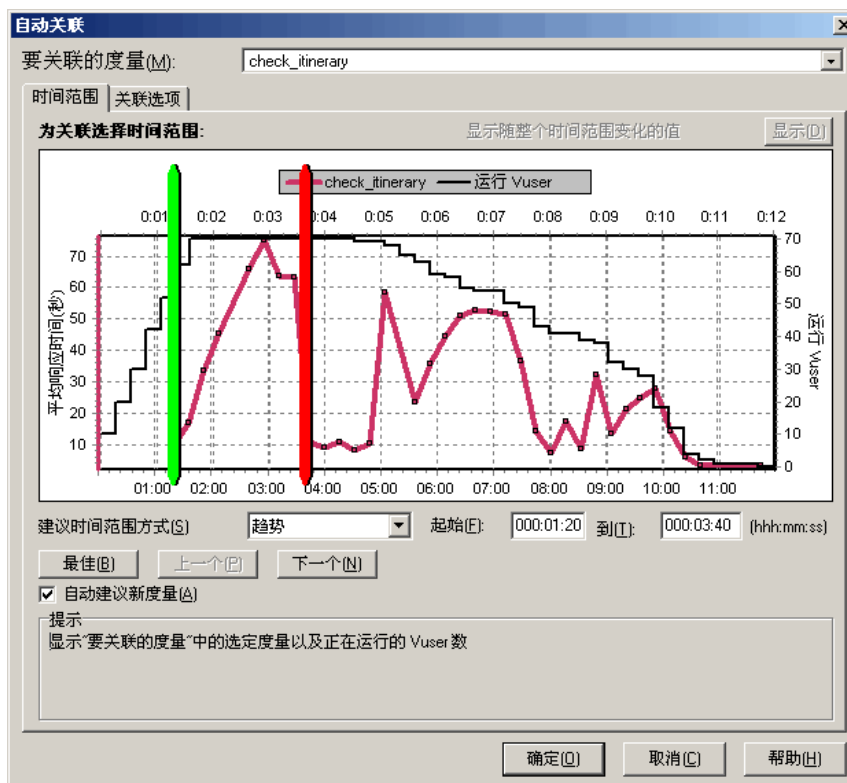 自动关联
要关联的度量(M): check_itinerary
时间范围 关联选项
为关联选择时间范围: 显示随整个时间范围变化的值 显示(D)
check_itinerary 运行 Vuser
0:01 0:02 0:03 0:04 0:05 0:06 0:07 0:08 0:09 0:10 0:11 0:12
平均响应时间(秒)
70
60
50
40
30
20
10
70
60
50
40
30
20
10
0
运行 Vuser
01:00 02:00 03:00 04:00 05:00 06:00 07:00 08:00 09:00 10:00 11:00
建议时间范围方式(S) 趋势 起始(F): 000:01:20 到(T): 000:03:40 (hhh:mm:ss)
最佳(B) 上一个(P) 下一个(N)
自动建议新度量(A)
提示
显示"要关联的度量"中的选定度量以及正在运行的 Vuser 数
确定(O) 取消(C) 帮助(H)